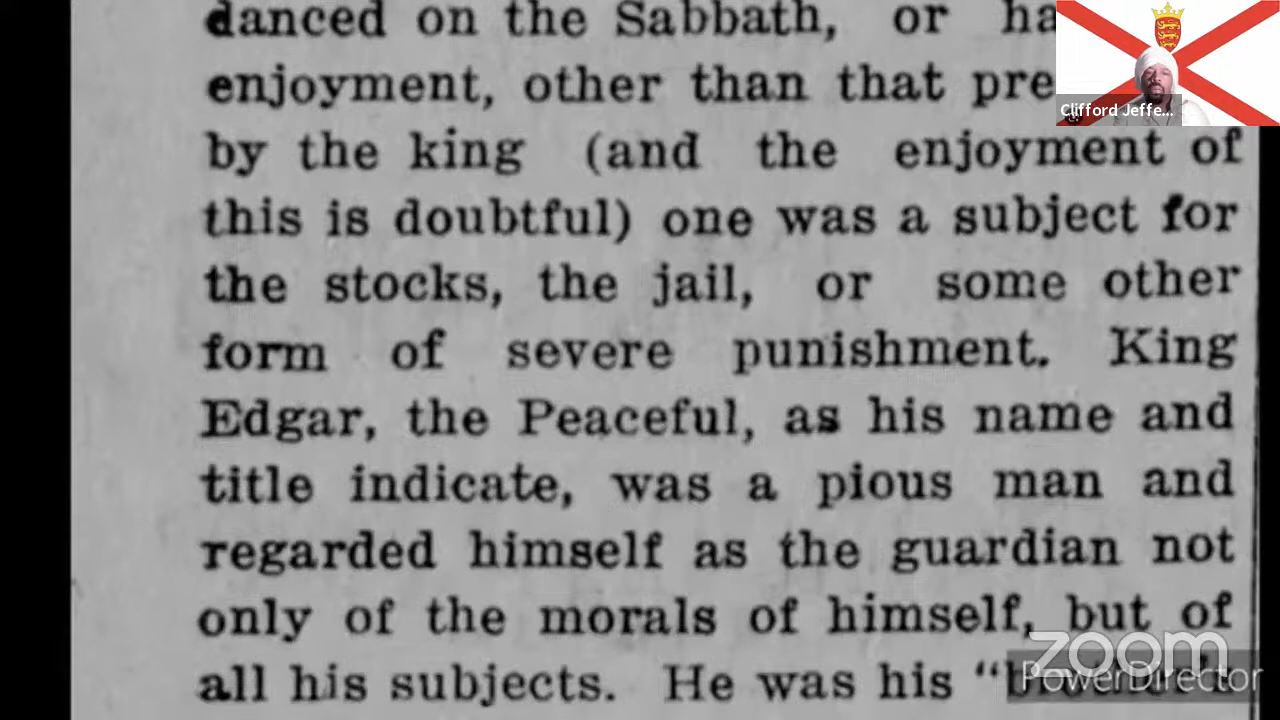 danced on the Sabbath, or ha
enjoyment, other than that pre
by the king (and the enjoyment of
this is doubtful) one was a subject for
the stocks, the jail, or some other
form of severe punishment. King
Edgar, the Peaceful, as his name and
title indicate, was a pious man and
regarded himself as the guardian not
only of the morals of himself, but of
all his subjects. He was his
Clifford Jeffe...
zoom
PowerDirector